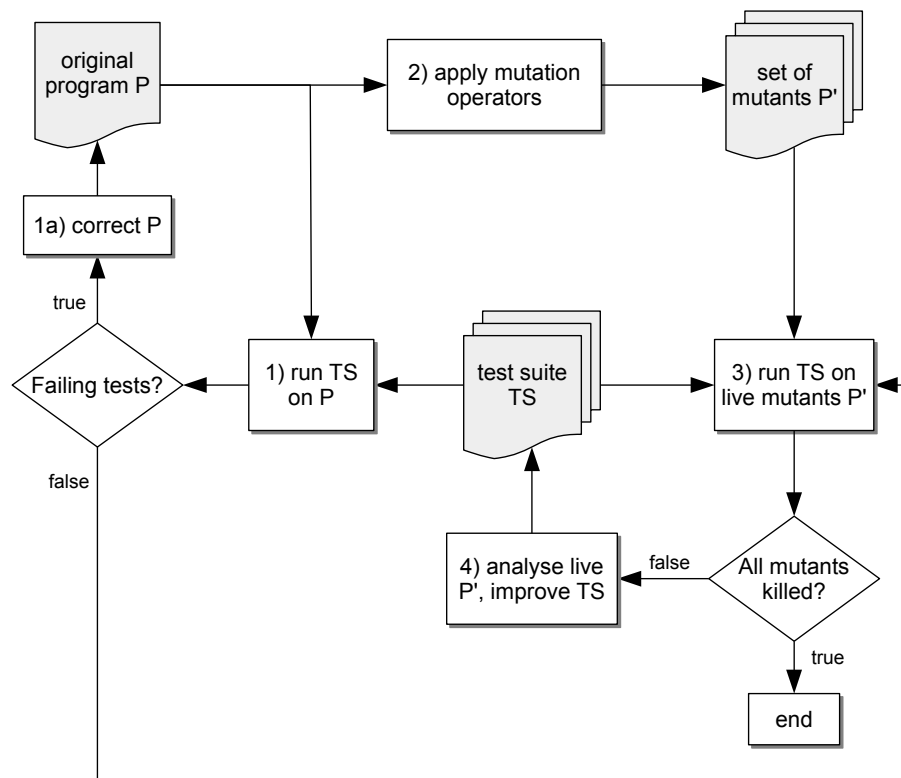 original
program P
2) apply mutation
operators
set of
mutants P'
1a) correct P
true
Failing tests?
1) run TS
on P
test suite
TS
3) run TS on
live mutants P'
false
4) analyse live
P', improve TS
false
All mutants
killed?
true
end